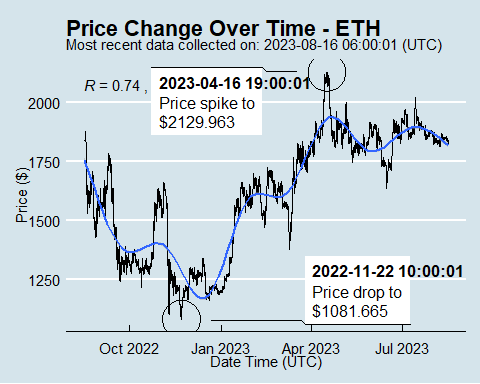 Price Change Over Time - ETH
Most recent data collected on: 2023-08-16 06:00:01 (UTC)
R = 0.74 ,
2023-04-16 19:00:01
Price spike to
$2129.963
2000
1750
1500
1250
Price ($)
2022-11-22 10:00:01
Price drop to
$1081.665
Oct 2022
Jan 2023
Apr 2023
Jul 2023
Date Time (UTC)